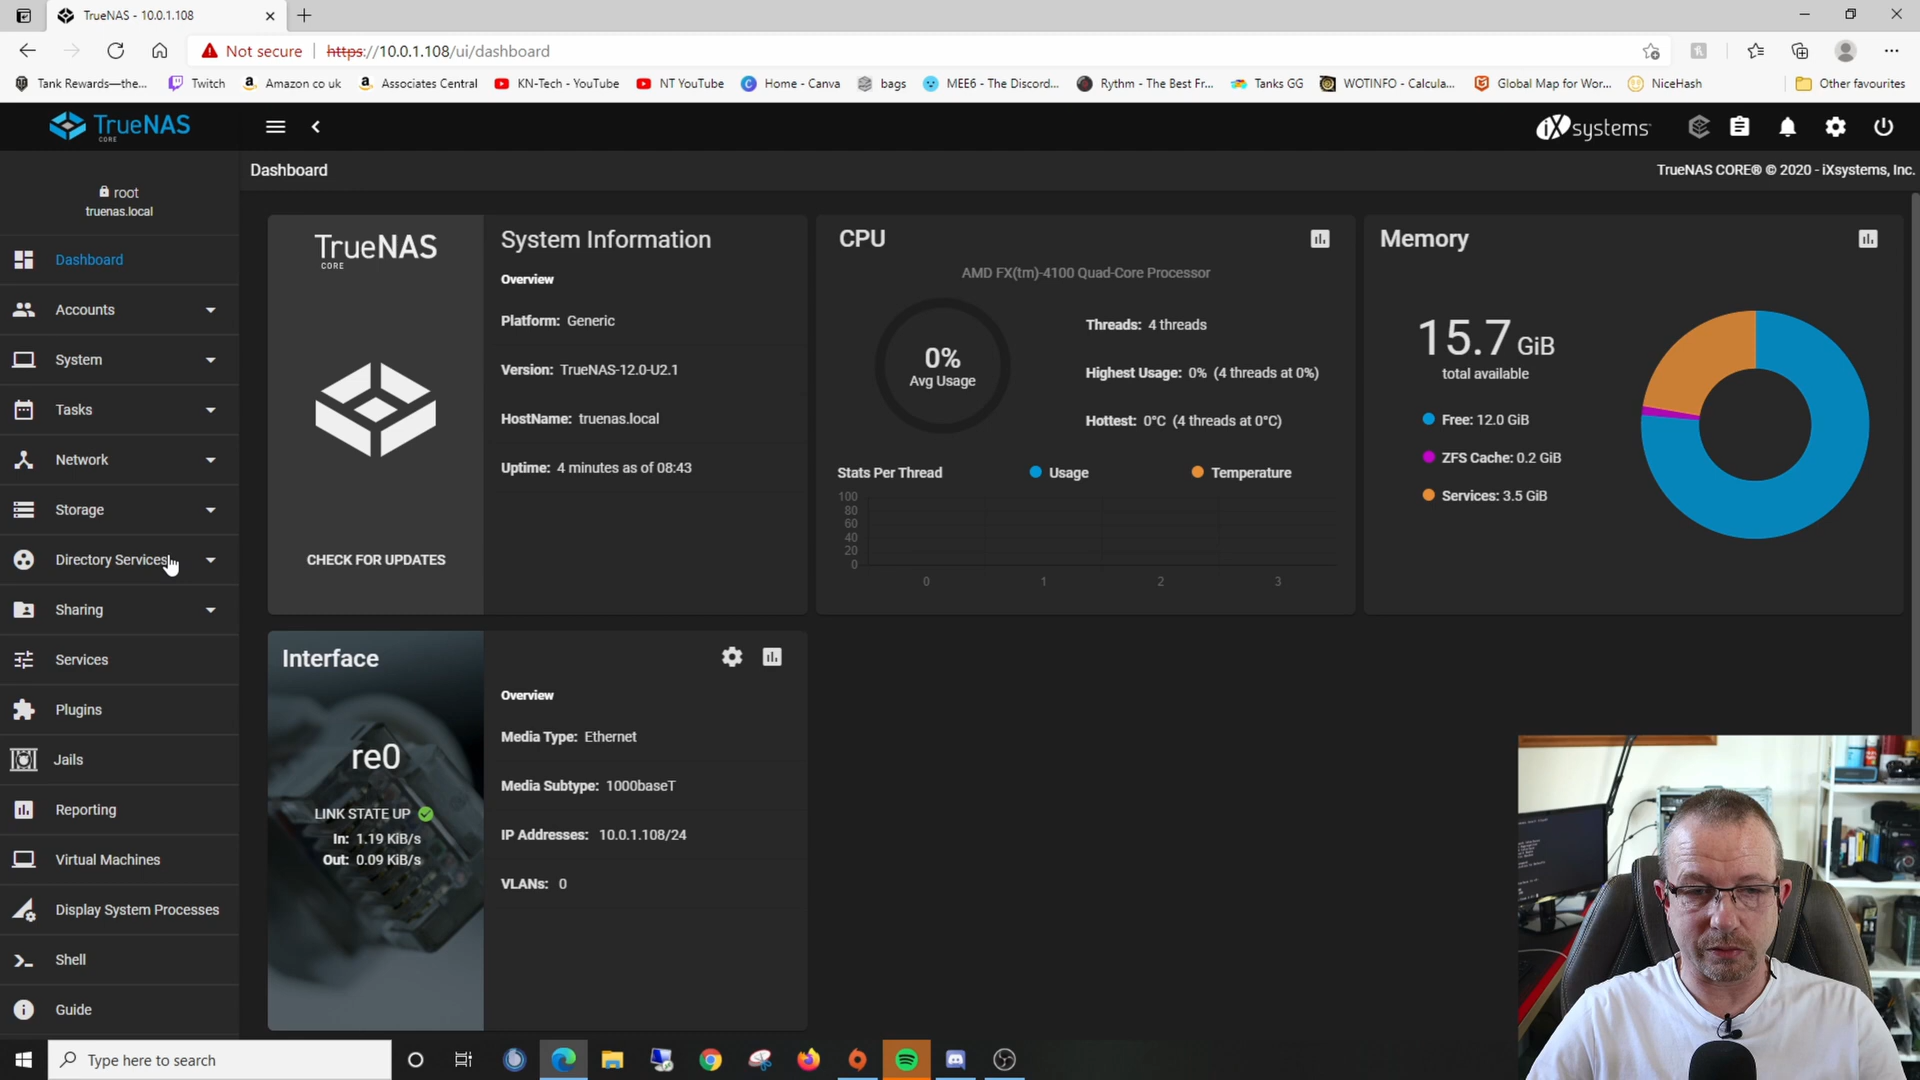 TrueNAS - 10.0.1.108
Not secure
https://10.0.1.108/ui/dashboard
Tank Rewards—the...
Twitch
Amazon co uk
Associates Central
KN-Tech - YouTube
NT YouTube
Home - Canva
bags
MEE6 - The Discord...
Rythm - The Best Fr...
Tanks GG
WOTINFO - Calcula...
Global Map for Wor...
NiceHash
Other favourites
TrueNAS
CORE
iXsystems
Dashboard
TrueNAS CORE® © 2020 - iXsystems, Inc.
root
truenas.local
Dashboard
Accounts
System
Tasks
Network
Storage
Directory Services
Sharing
Services
Plugins
Jails
Reporting
Virtual Machines
Display System Processes
Shell
Guide
TrueNAS
CORE
CHECK FOR UPDATES
System Information
Overview
Platform: Generic
Version: TrueNAS-12.0-U2.1
HostName: truenas.local
Uptime: 4 minutes as of 08:43
CPU
AMD FX(tm)-4100 Quad-Core Processor
0%
Avg Usage
Threads: 4 threads
Highest Usage: 0% (4 threads at 0%)
Hottest: 0°C (4 threads at 0°C)
Stats Per Thread
Usage
Temperature
100
80
60
40
20
0
0 1 2 3
Memory
15.7 GiB
total available
Free: 12.0 GiB
ZFS Cache: 0.2 GiB
Services: 3.5 GiB
Interface
re0
LINK STATE UP
In: 1.19 KiB/s
Out: 0.09 KiB/s
Overview
Media Type: Ethernet
Media Subtype: 1000baseT
IP Addresses: 10.0.1.108/24
VLANs: 0
Type here to search